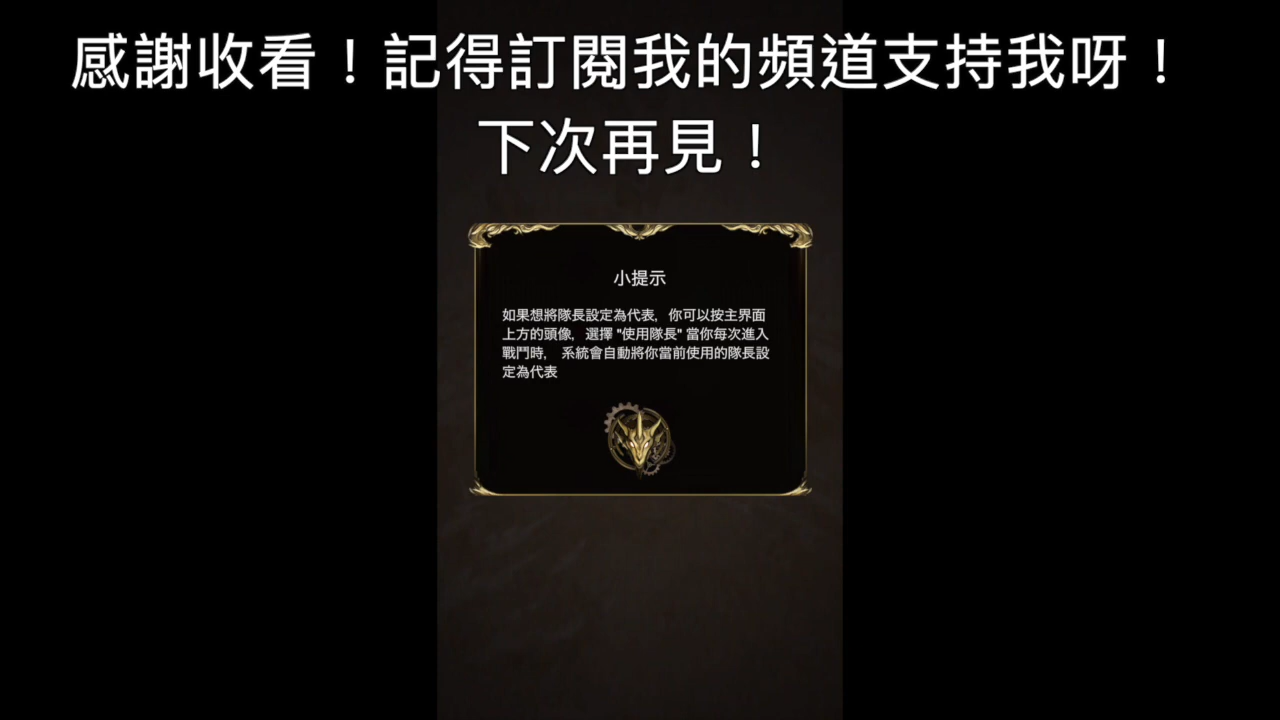 感謝收看！記得訂閱我的頻道支持我呀！
下次再見！
小提示
如果想將隊長設定為代表, 你可以按主界面
上方的頭像, 選擇 "使用隊長" 當你每次進入
戰鬥時, 系統會自動將你當前使用的隊長設
定為代表